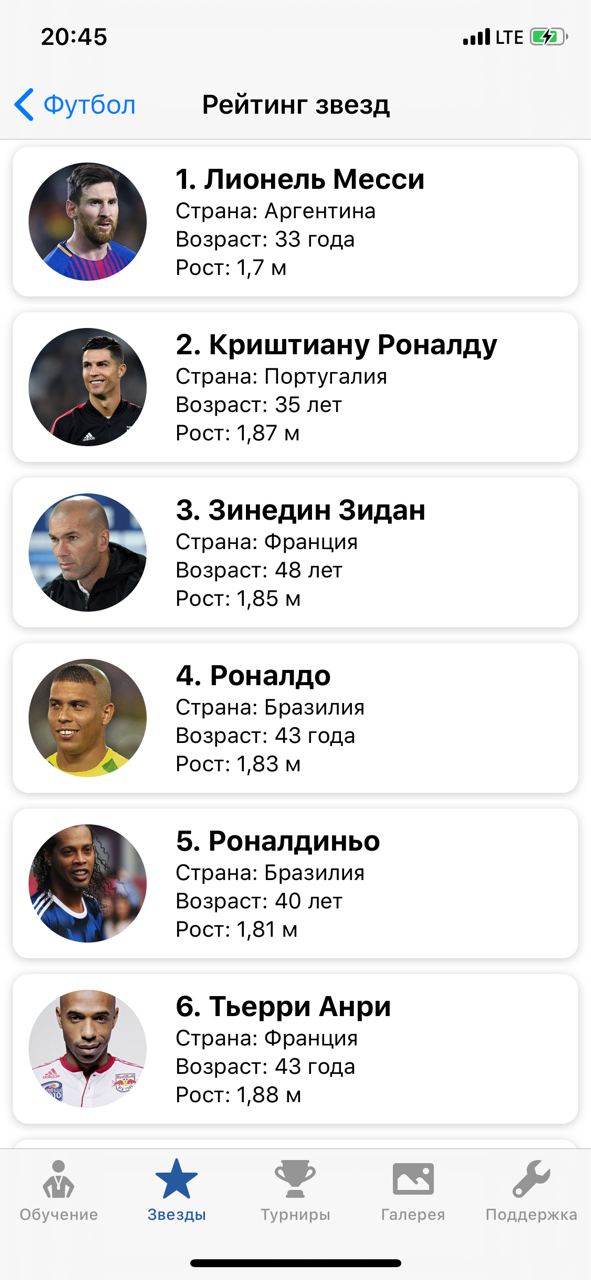 20:45
LTE
Футбол
Рейтинг звезд
1. Лионель Месси
Страна: Аргентина
Возраст: 33 года
Рост: 1,7 м
2. Криштиану Роналду
Страна: Португалия
Возраст: 35 лет
Рост: 1,87 м
3. Зинедин Зидан
Страна: Франция
Возраст: 48 лет
Рост: 1,85 м
4. Роналдо
Страна: Бразилия
Возраст: 43 года
Рост: 1,83 м
5. Роналдиньо
Страна: Бразилия
Возраст: 40 лет
Рост: 1,81 м
6. Тьерри Анри
Страна: Франция
Возраст: 43 года
Рост: 1,88 м
Обучение
Звезды
Турниры
Галерея
Поддержка